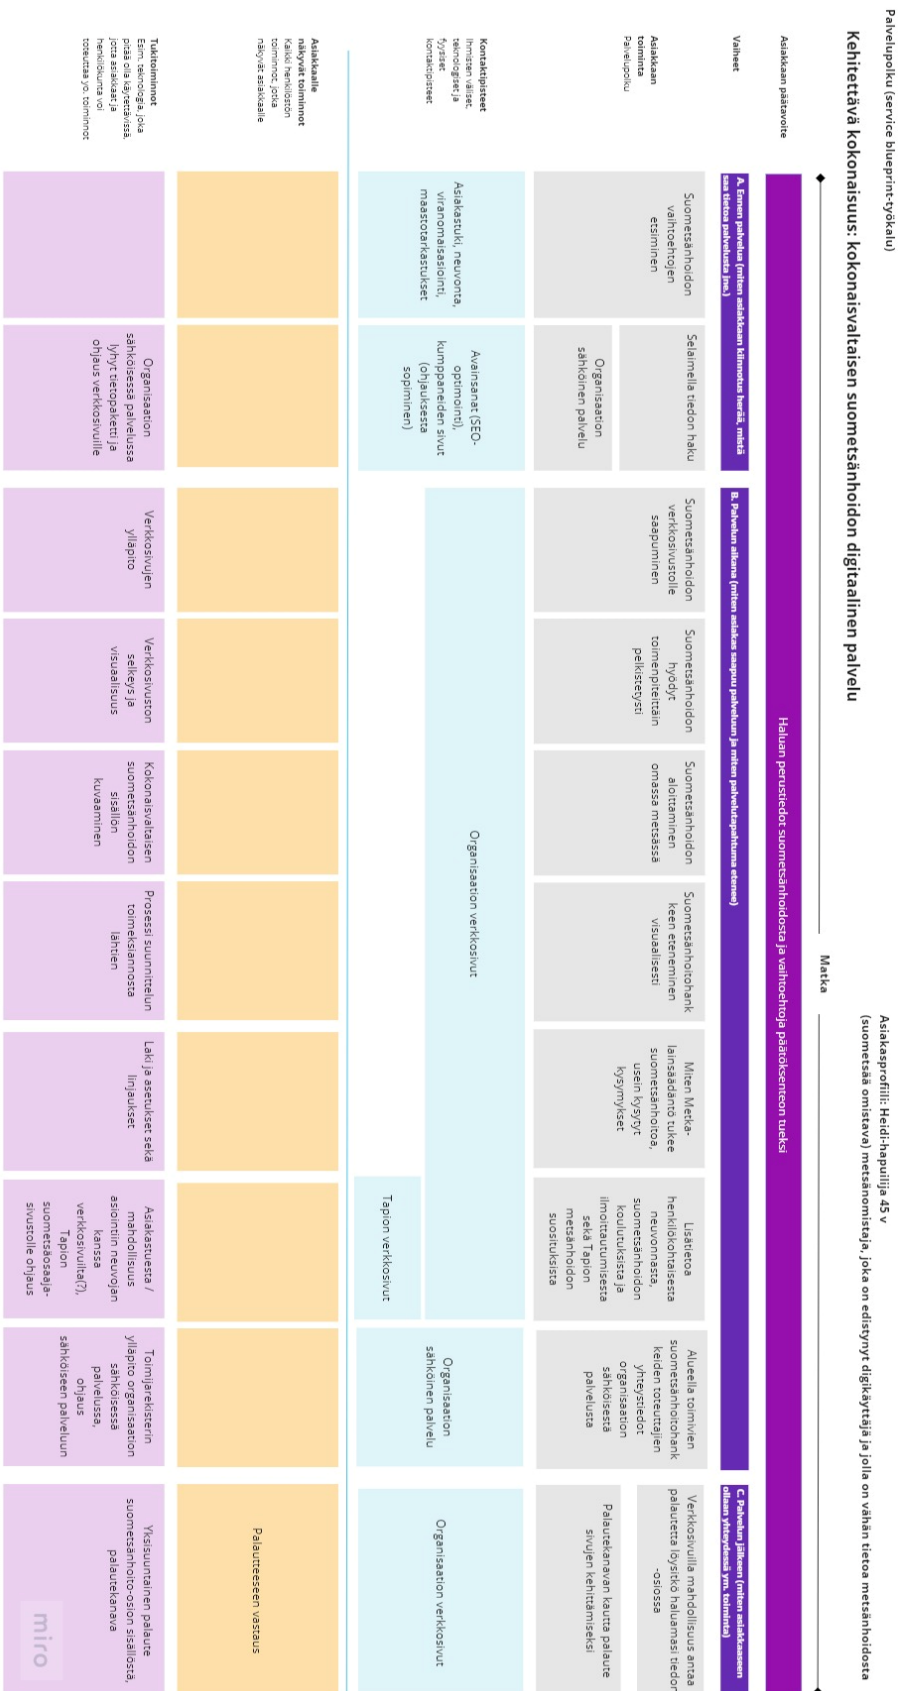 Palvelupolku (service blueprint-työkalu)
Kehitettävä kokonaisuus: kokonaisvaltaisen suometsänhoidon digitaalinen palvelu
Asiakasprofiili: Heidi-hapuilija 45 v
(suometsää omistava) metsänomistaja, joka on edistynyt digikäyttäjä ja jolla on vähän tietoa metsänhoidosta
Matka
Asiakkaan päätavoite
Haluan perustiedot suometsänhoidosta ja vaihtoehtoja päätöksenteon tueksi
Vaiheet
A. Ennen palvelua (miten asiakkaan kiinnotus herää, mistä
saa tietoa palvelusta jne.)
B. Palvelun aikana (miten asiakas saapuu palveluun ja miten palvelutapahtuma etenee)
C. Palvelun jälkeen (miten asiakkaaseen
ollaan yhteydessä ym. toiminta)
Asiakkaan
toiminta
Palvelupolku
Suometsänhoidon
vaihtoehtojen
etsiminen
Selaimella tiedon haku
Organisaation
sähköinen palvelu
Suometsänhoidon
verkkosivustolle
saapuminen
Suometsänhoidon
hyödyt
toimenpiteittäin
pelkistetysti
Suometsänhoidon
aloittaminen
omassa metsässä
Suometsänhoitohank
keen eteneminen
visuaalisesti
Miten Metka-
lainsäädäntö tukee
suometsänhoitoa,
usein kysytyt
kysymykset
Lisätietoa
henkilökohtaisesta
neuvonnasta,
suometsänhoidon
koulutuksista ja
ilmoittautumisesta
sekä Tapion
metsänhoidon
suosituksista
Alueella toimivien
suometsänhoitohank
keiden toteuttajien
yhteystiedot
organisaation
sähköisestä
palvelusta
Verkkosivuilla mahdollisuus antaa
palautetta löysitkö haluamasi tiedon
-osiossa
Palautekanavan kautta palaute
sivujen kehittämiseksi
Kontaktipisteet
Ihmisten väliset,
teknologiset ja
fyysiset
kontaktipisteet
Asiakastuki, neuvonta,
viranomaisasiointi,
maastotarkastukset
Avainsanat (SEO-
optimointi),
kumppaneiden sivut
(ohjauksesta
sopiminen)
Organisaation verkkosivut
Tapion verkkosivut
Organisaation
sähköinen palvelu
Organisaation verkkosivut
Asiakkaalle
näkyvät toiminnot
Kaikki henkilöstön
toiminnot, jotka
näkyvät asiakkaalle
Palautteeseen vastaus
Tukitoiminnot
Esim. teknologia, joka
pitää olla käytettävissä,
jotta asiakkaat ja
henkilökunta voi
toteuttaa yo. toiminnot
Organisaation
sähköisessä palvelussa
lyhyt tietopaketti ja
ohjaus verkkosivuille
Verkkosivujen
ylläpito
Verkkosivuston
selkeys ja
visuaalisuus
Kokonaisvaltaisen
suometsänhoidon
sisällön
kuvaaminen
Prosessi suunnittelun
toimeksiannosta
lähtien
Laki ja asetukset sekä
linjaukset
Asiakastuesta /
mahdollisuus
asiointiin neuvojan
kanssa
verkkosivuilta(?),
Tapion
suometsäosaaja-
sivustolle ohjaus
Toimijarekisterin
ylläpito organisaation
sähköisessä
palvelussa,
ohjaus
sähköiseen palveluun
Yksisuuntainen palaute
suometsänhoito-osion sisällöstä,
palautekanava
miro